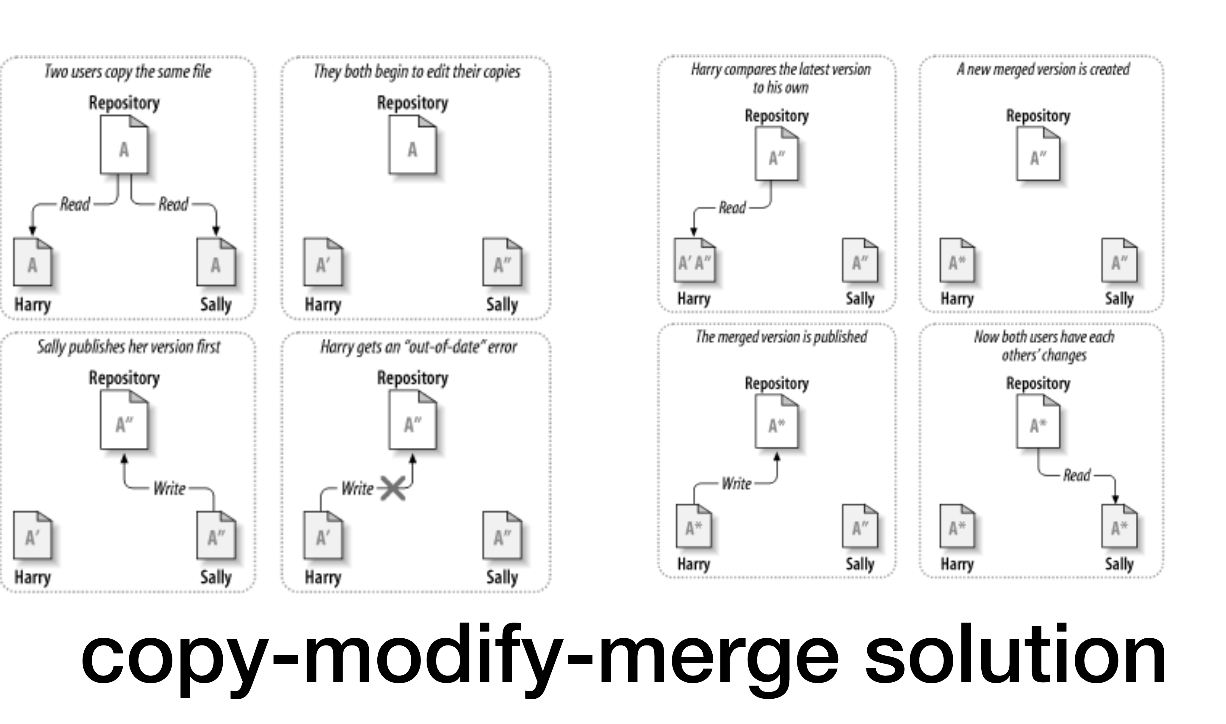 Two users copy the same file
Repository
A
Read
Read
A
A
Harry
Sally
They both begin to edit their copies
Repository
A
A′
A″
Harry
Sally
Sally publishes her version first
Repository
A″
Write
A′
A″
Harry
Sally
Harry gets an “out-of-date” error
Repository
A″
Write
A′
A″
Harry
Sally
Harry compares the latest version
to his own
Repository
A″
Read
A′ A″
A″
Harry
Sally
A new merged version is created
Repository
A″
A*
A″
Harry
Sally
The merged version is published
Repository
A*
Write
A*
A″
Harry
Sally
Now both users have each
others’ changes
Repository
A*
Read
A*
A*
Harry
Sally
copy-modify-merge solution